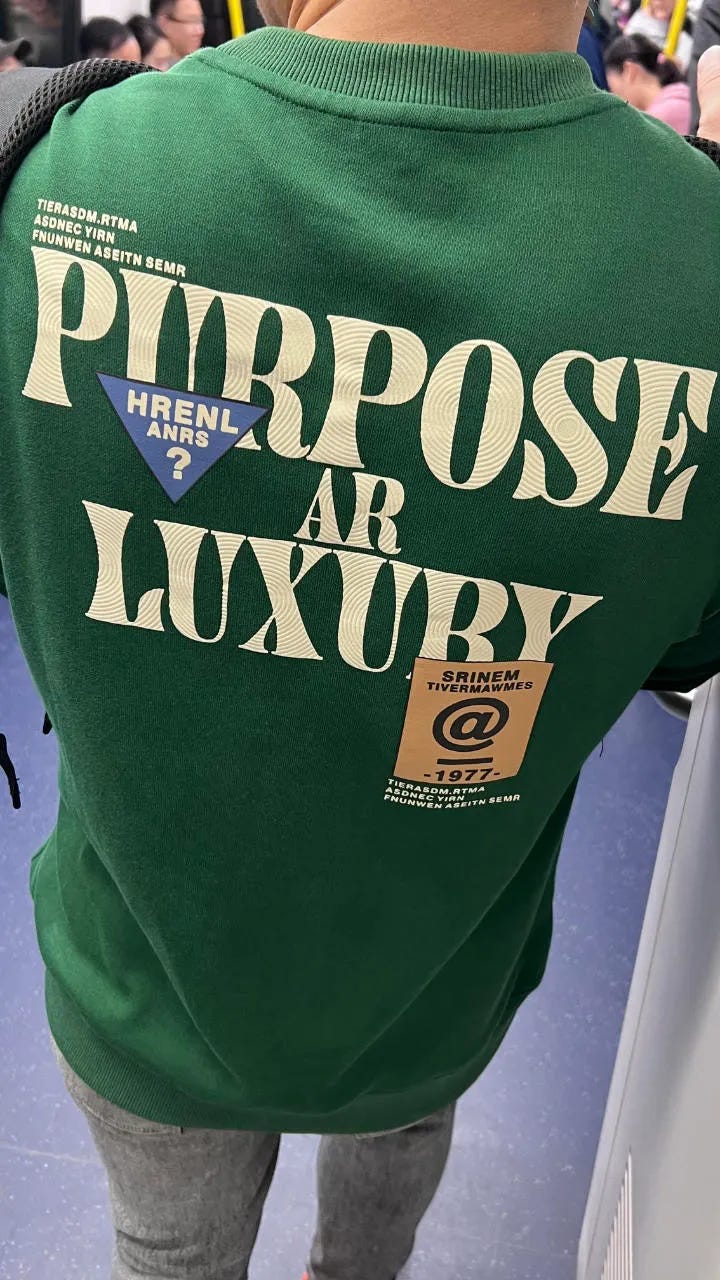 TIERASDM.RTMA
ASDNEC YIRN
FNUNWEN ASEITN SEMR
PURPOSE
HRENL
ANRS
?
AR
LUXURY
SRINEM
TIVERMAWMES
@
-1977-
TIERASDM.RTMA
ASDNEC YIRN
FNUNWEN ASEITN SEMR